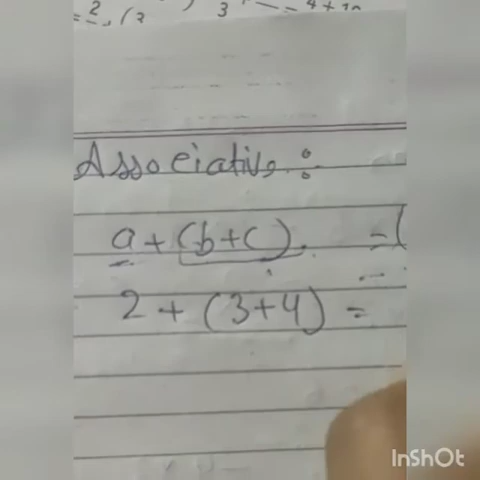 Associative :
a + (b+c). = (
2 + (3+4) =
InShOt